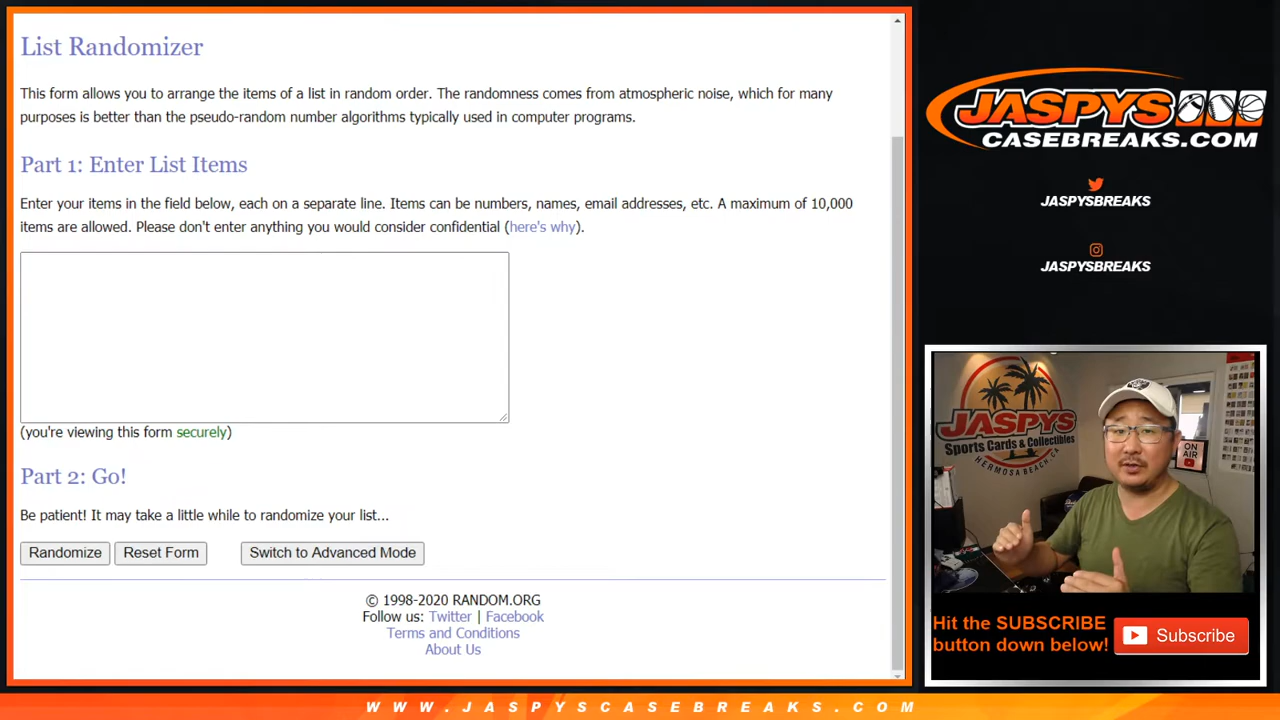 List Randomizer
This form allows you to arrange the items of a list in random order. The randomness comes from atmospheric noise, which for many
purposes is better than the pseudo-random number algorithms typically used in computer programs.
Part 1: Enter List Items
Enter your items in the field below, each on a separate line. Items can be numbers, names, email addresses, etc. A maximum of 10,000
items are allowed. Please don't enter anything you would consider confidential (here's why).
(you're viewing this form securely)
Part 2: Go!
Be patient! It may take a little while to randomize your list...
Randomize Reset Form Switch to Advanced Mode
© 1998-2020 RANDOM.ORG
Follow us: Twitter | Facebook
Terms and Conditions
About Us
JASPYS
CASEBREAKS.COM
JASPYSBREAKS
JASPYSBREAKS
JASPYS
Sports Cards & Collectibles
HERMOSA BEACH, CA
ON
AIR
Hit the SUBSCRIBE
button down below!
Subscribe
WWW.JASPYSCASEBREAKS.COM